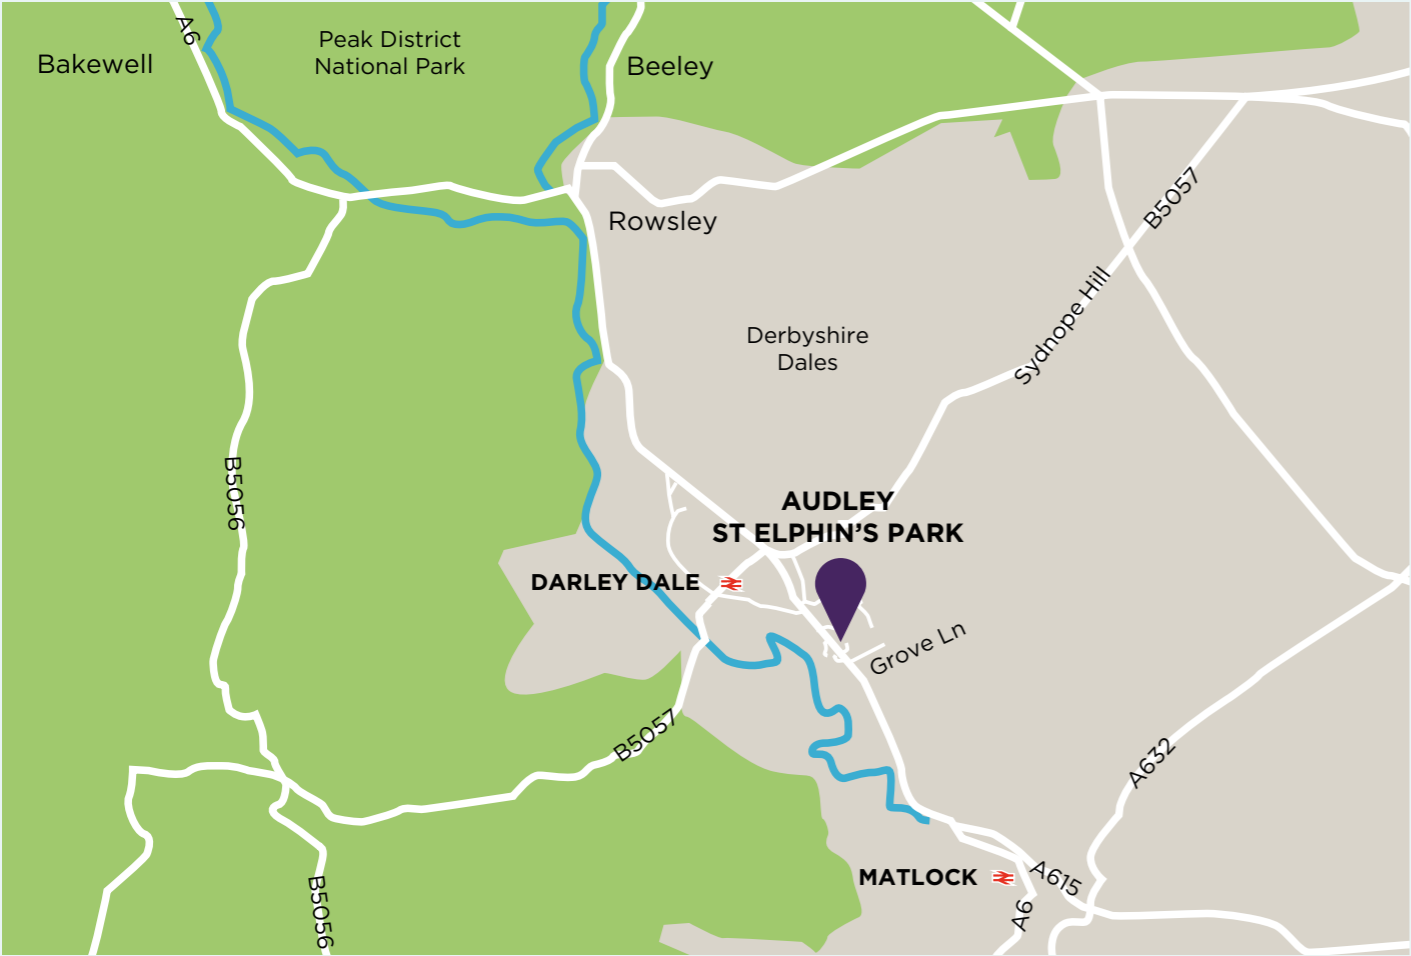 A6
Bakewell
Peak District
National Park
Beeley
B5057
Rowsley
Sydnope Hill
Derbyshire
Dales
B5056
AUDLEY
ST ELPHIN’S PARK
DARLEY DALE
Grove Ln
B5057
A632
MATLOCK
A615
A6
B5056